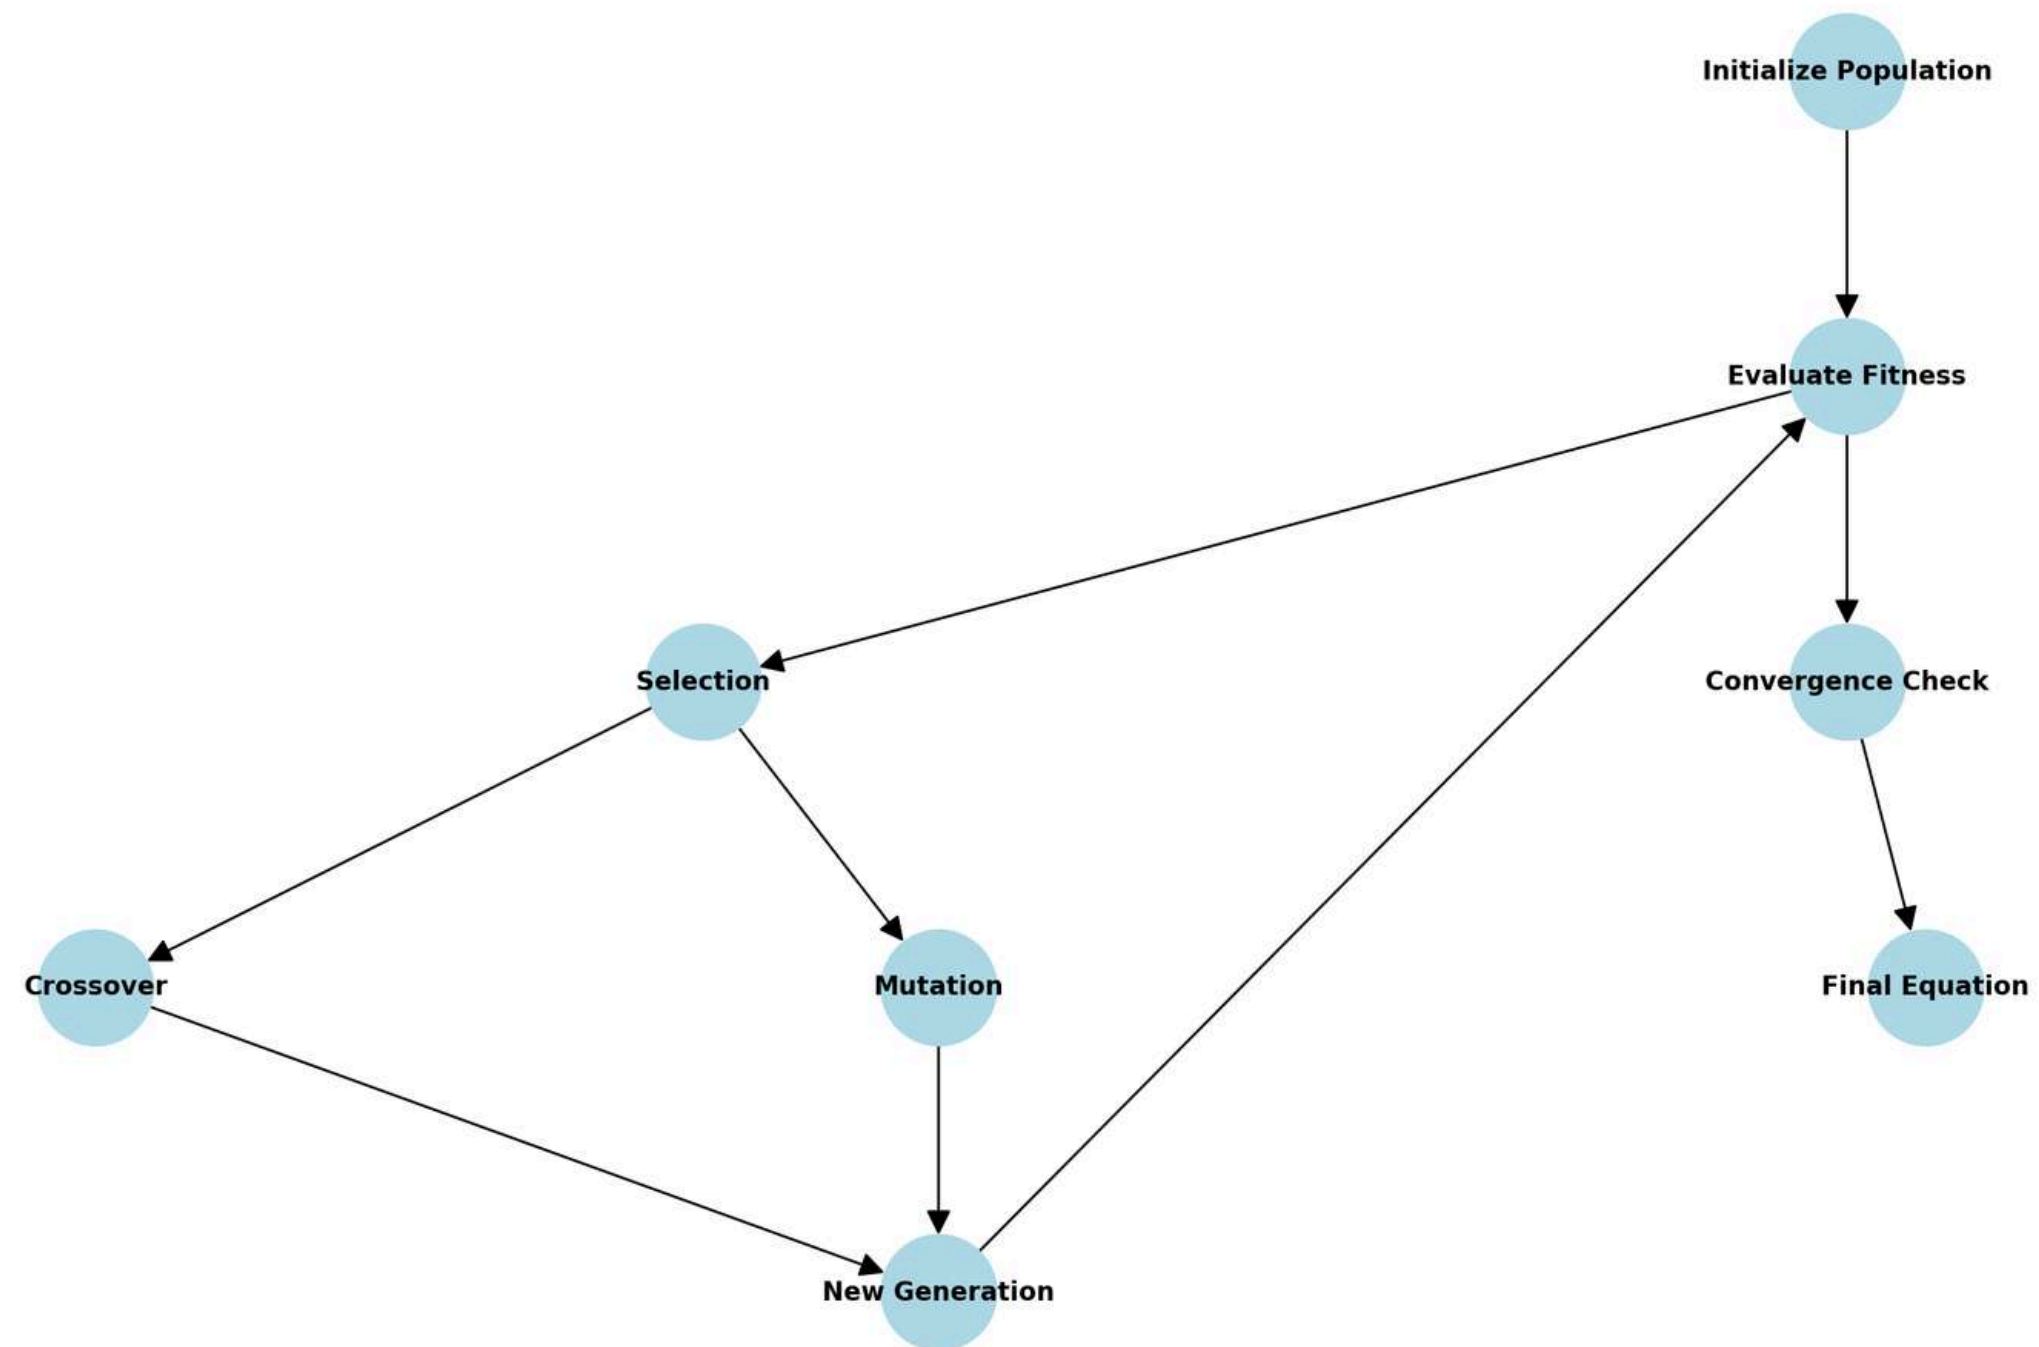 Initialize Population
Evaluate Fitness
Selection
Convergence Check
Crossover
Mutation
Final Equation
New Generation